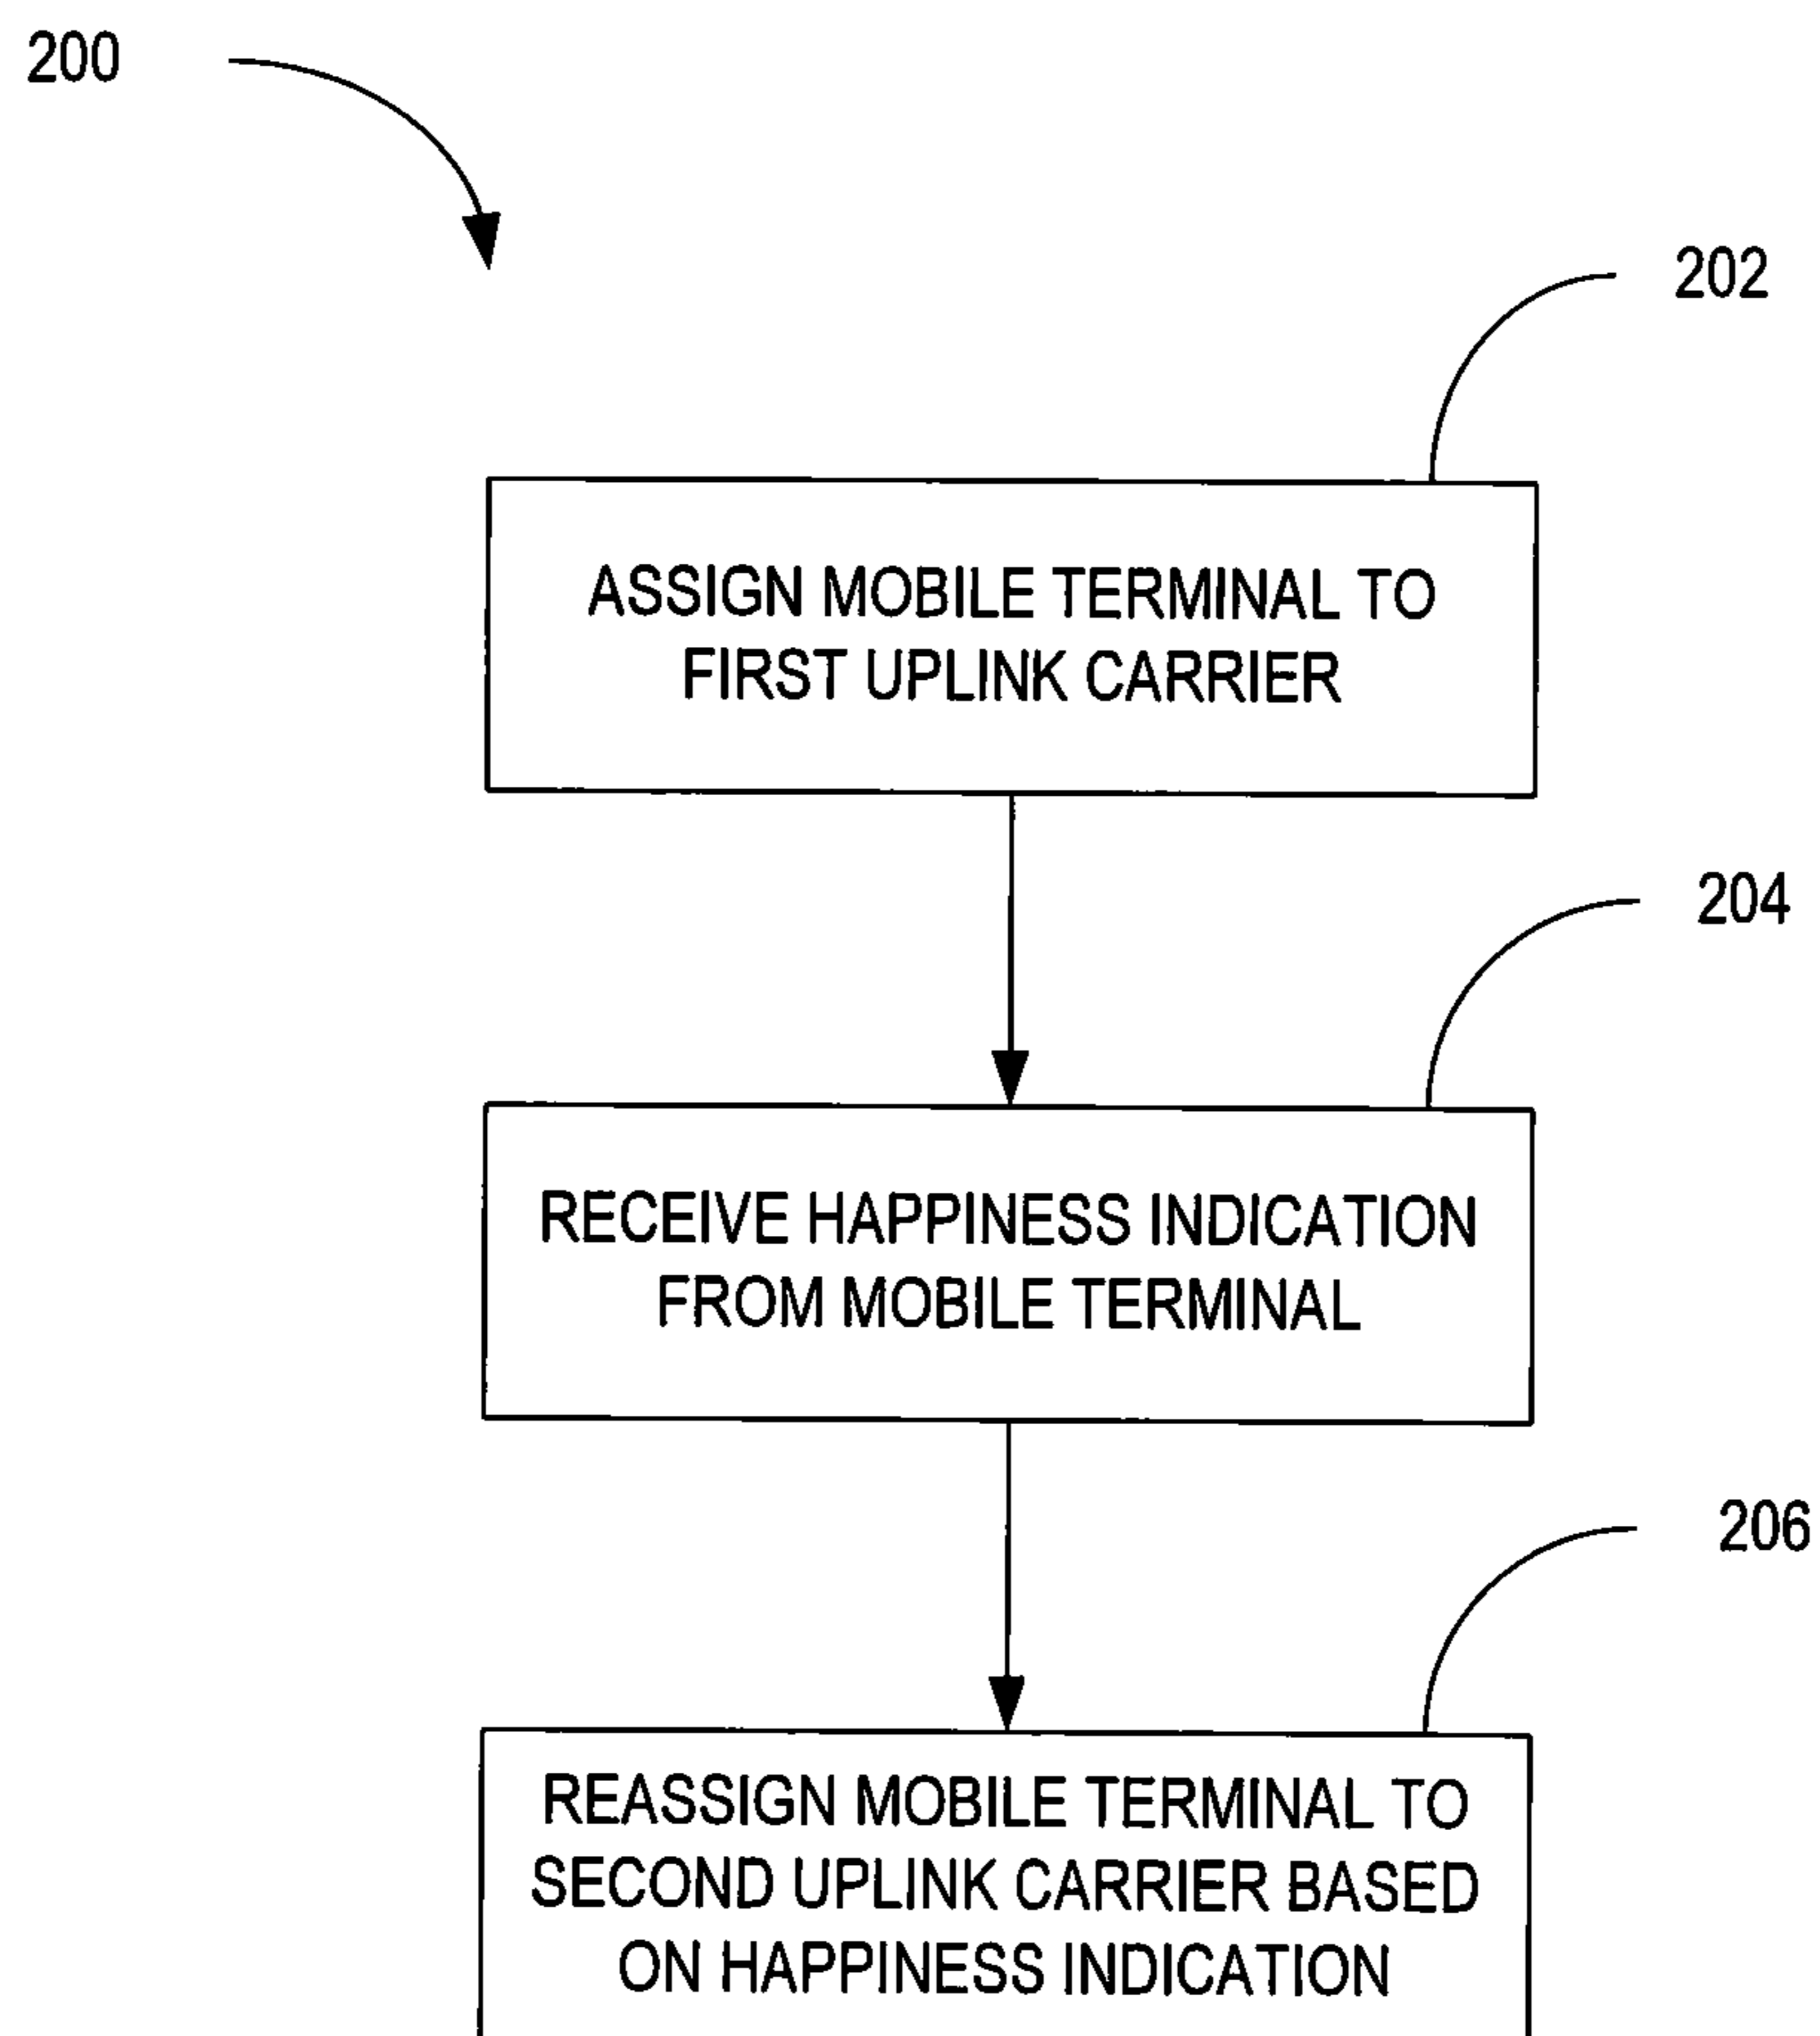 200
202
ASSIGN MOBILE TERMINAL TO
FIRST UPLINK CARRIER
204
RECEIVE HAPPINESS INDICATION
FROM MOBILE TERMINAL
206
REASSIGN MOBILE TERMINAL TO
SECOND UPLINK CARRIER BASED
ON HAPPINESS INDICATION